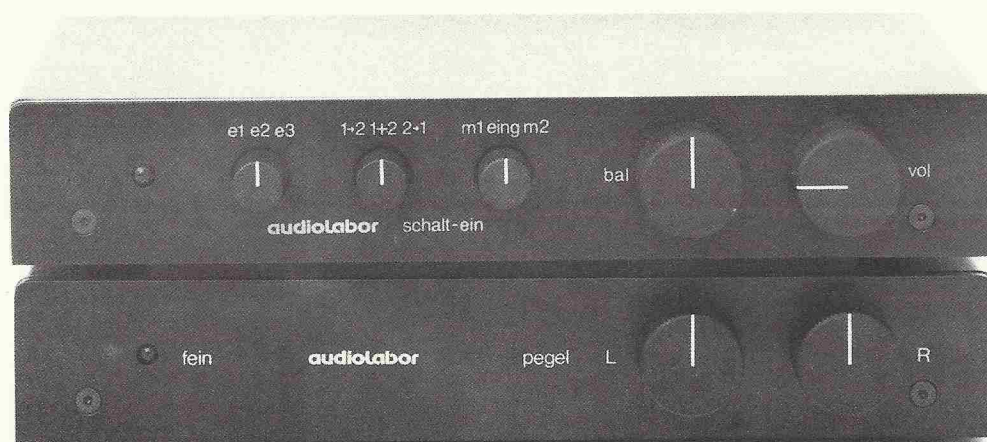 e1 e2 e3 1→2 1+2 2→1 m1 eing m2
bal vol
audiolabor schalt-ein
fein audiolabor pegel L R